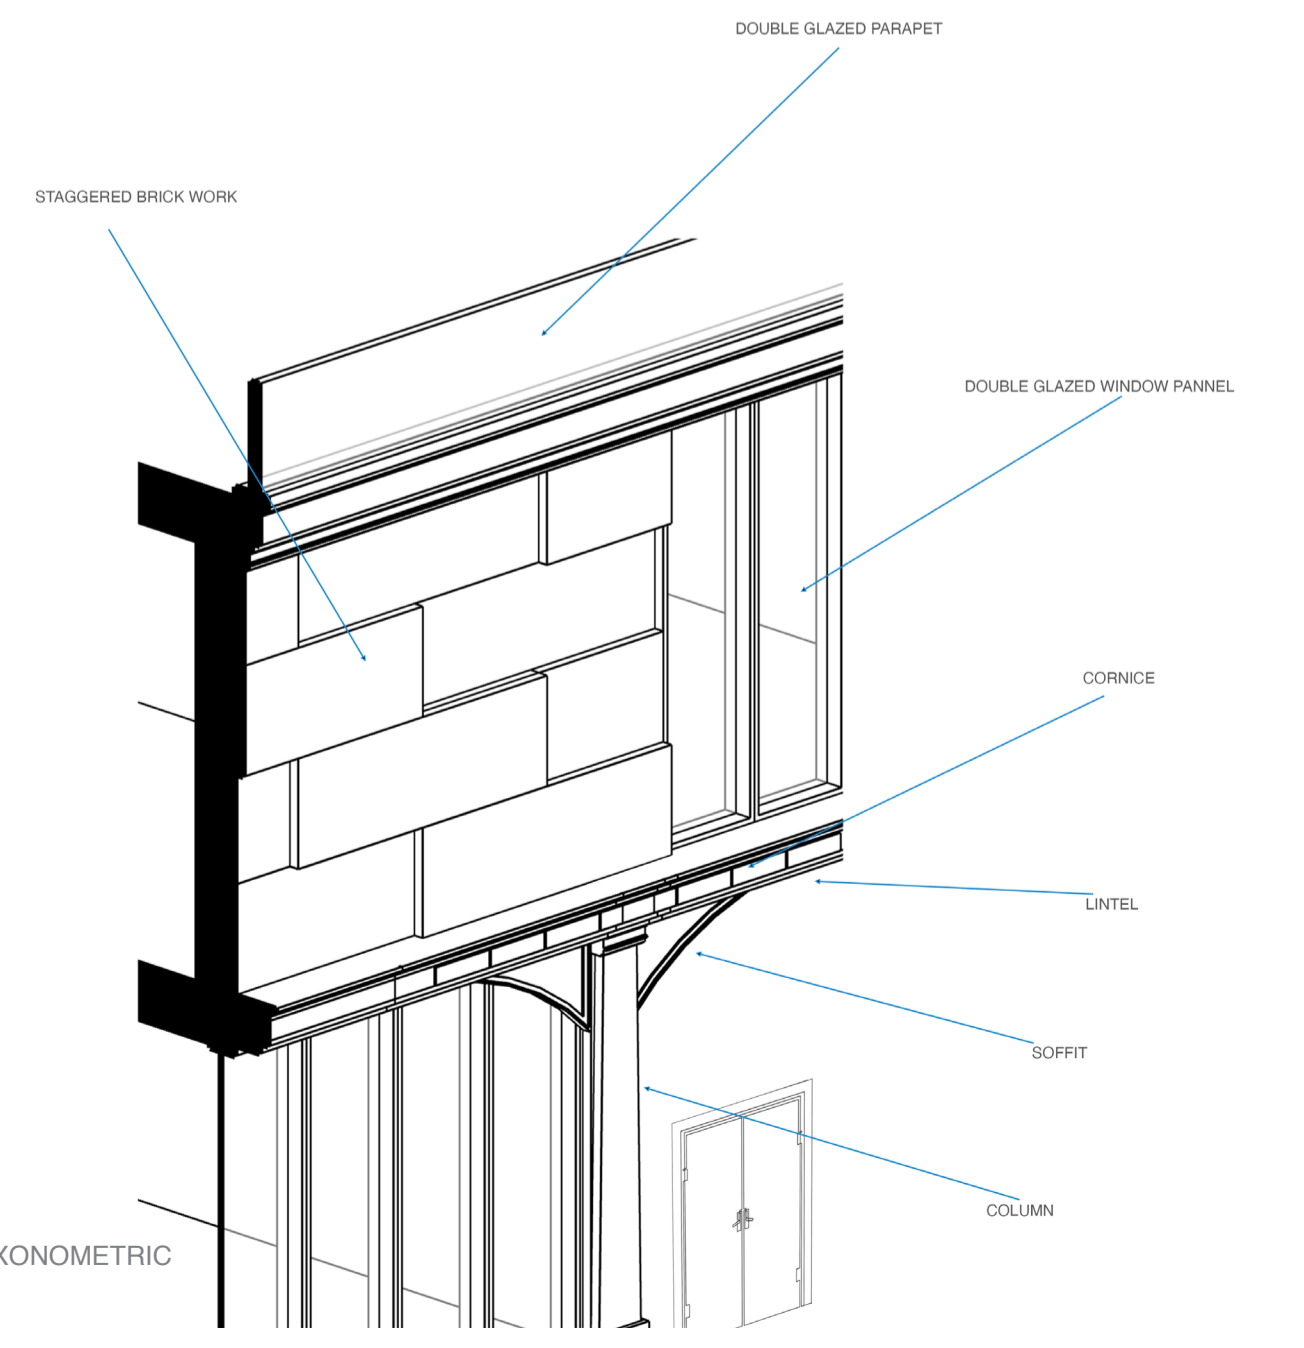 DOUBLE GLAZED PARAPET
STAGGERED BRICK WORK
DOUBLE GLAZED WINDOW PANNEL
CORNICE
LINTEL
SOFFIT
COLUMN
XONOMETRIC